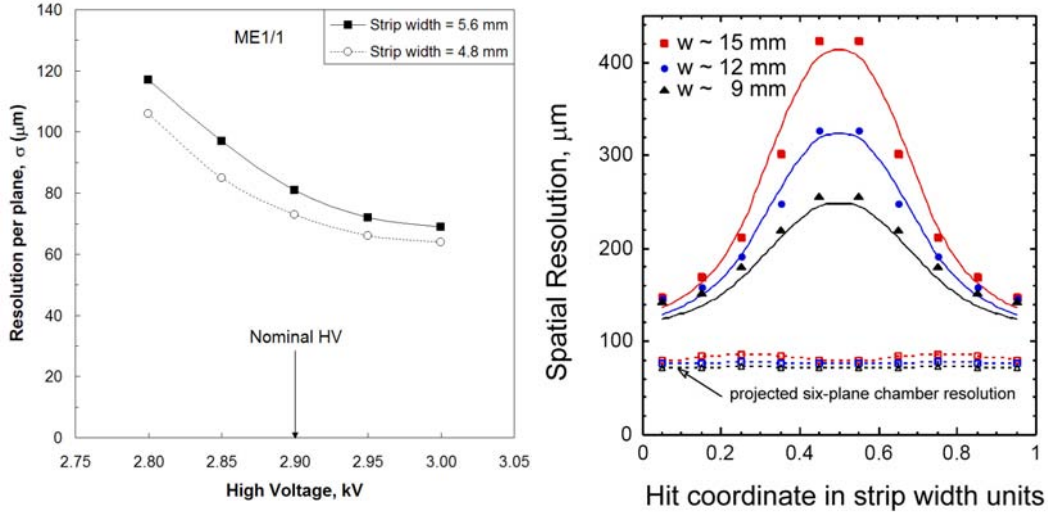 ME1/1
Strip width = 5.6 mm
Strip width = 4.8 mm
Nominal HV
Resolution per plane, σ (μm)
140
120
100
80
60
40
20
0
2.75 2.80 2.85 2.90 2.95 3.00 3.05
High Voltage, kV
w ~ 15 mm
w ~ 12 mm
w ~ 9 mm
projected six-plane chamber resolution
Spatial Resolution, μm
400
300
200
100
0
0 0.2 0.4 0.6 0.8 1
Hit coordinate in strip width units